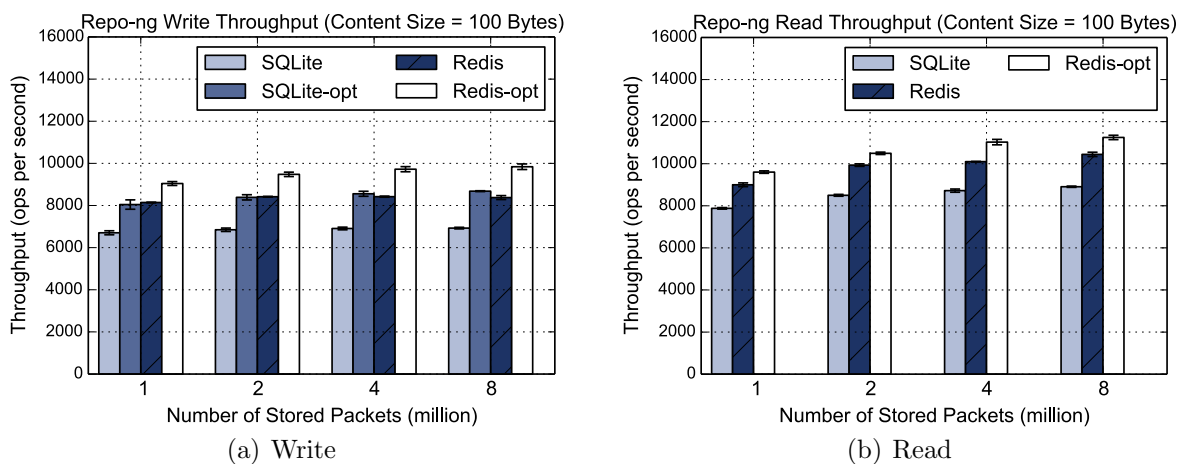 Repo-ng Write Throughput (Content Size = 100 Bytes)
16000
14000
12000
10000
8000
6000
4000
2000
0
Throughput (ops per second)
SQLite
SQLite-opt
Redis
Redis-opt
1 2 4 8
Number of Stored Packets (million)
(a) Write
Repo-ng Read Throughput (Content Size = 100 Bytes)
16000
14000
12000
10000
8000
6000
4000
2000
0
Throughput (ops per second)
SQLite
Redis
Redis-opt
1 2 4 8
Number of Stored Packets (million)
(b) Read